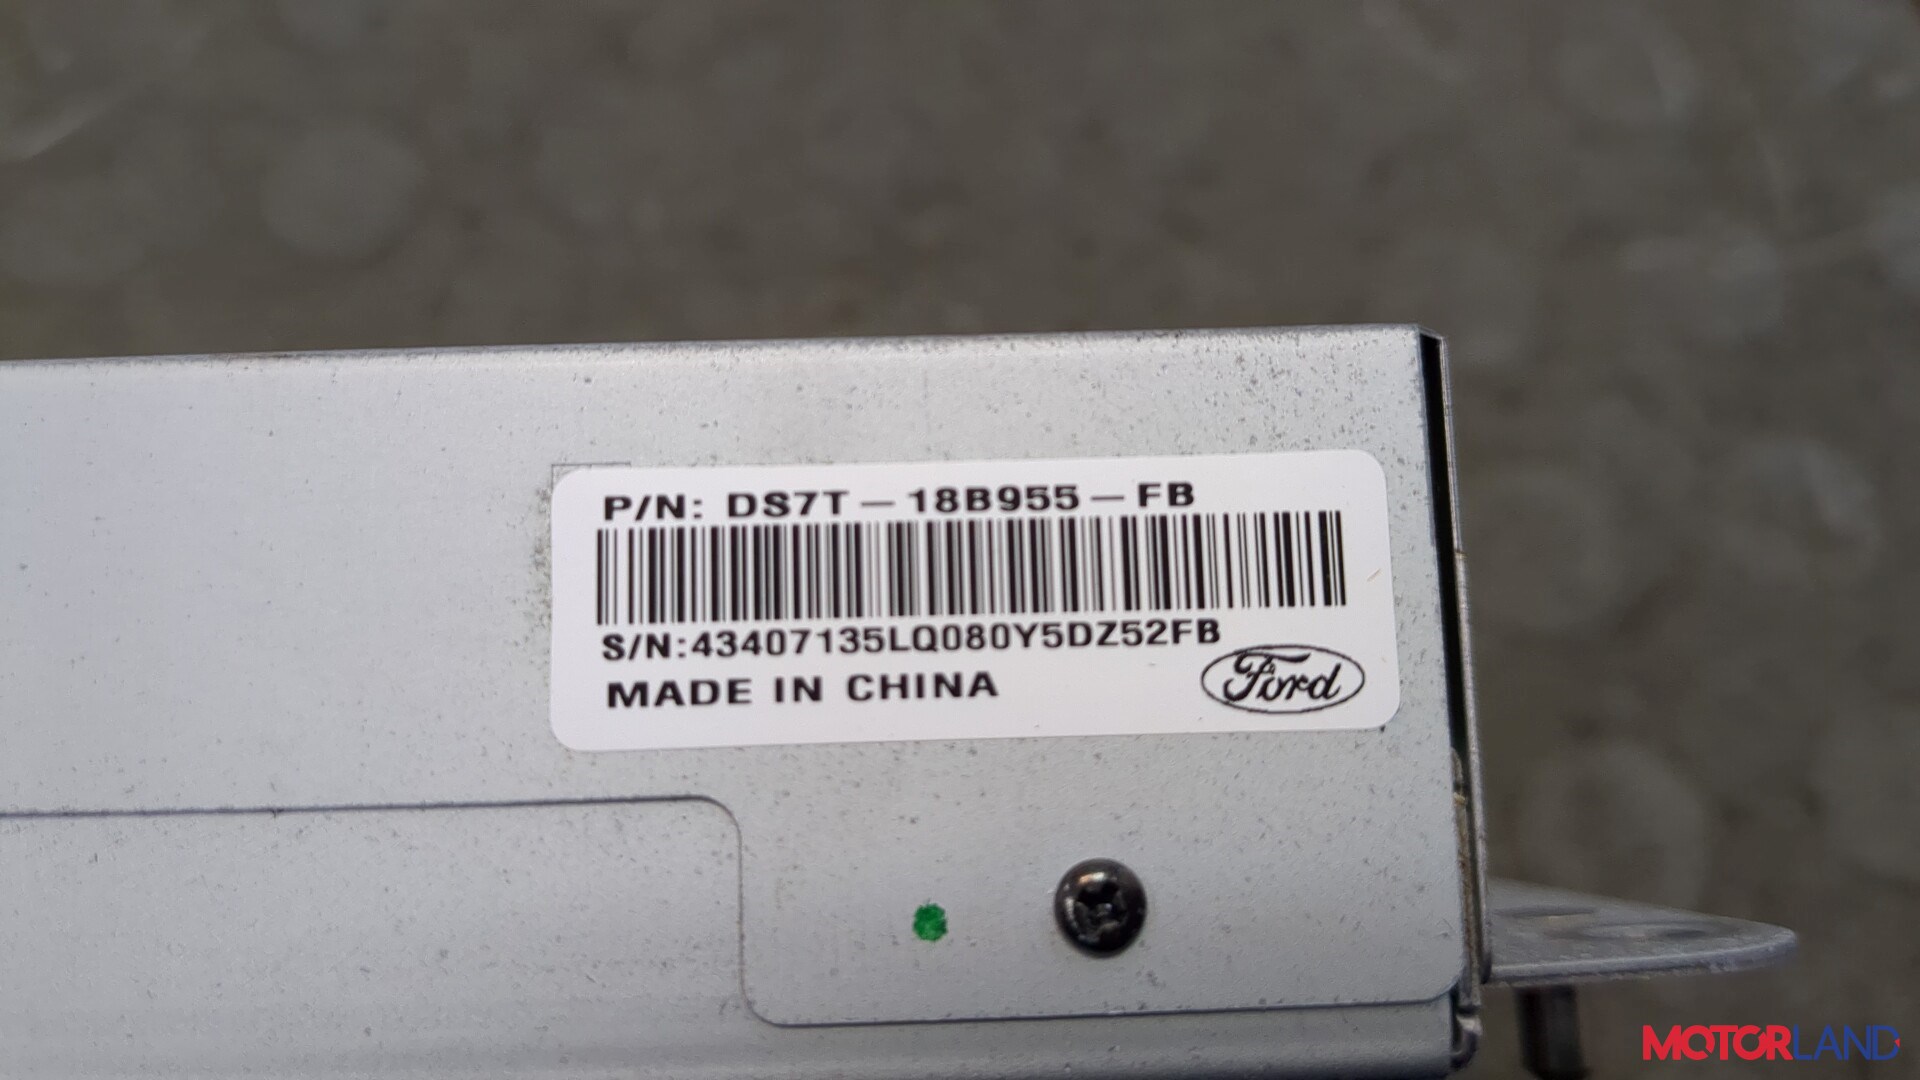 P/N: DS7T-18B955-FB
S/N:43407135LQ080Y5DZ52FB
MADE IN CHINA
Ford
MOTORLAND